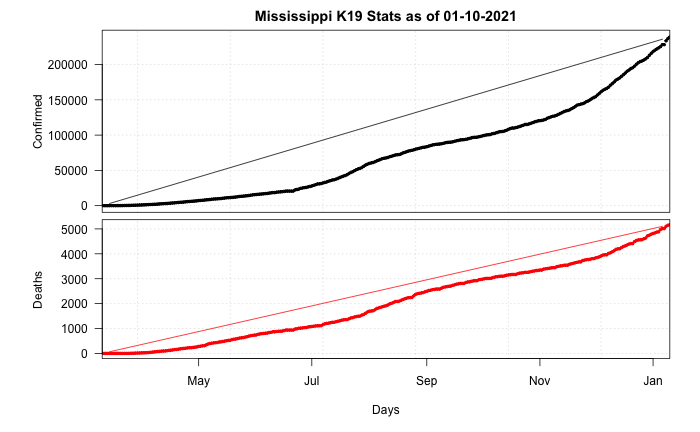 Mississippi K19 Stats as of 01-10-2021
Confirmed
200000
150000
100000
50000
0
Deaths
5000
4000
3000
2000
1000
0
May Jul Sep Nov Jan
Days